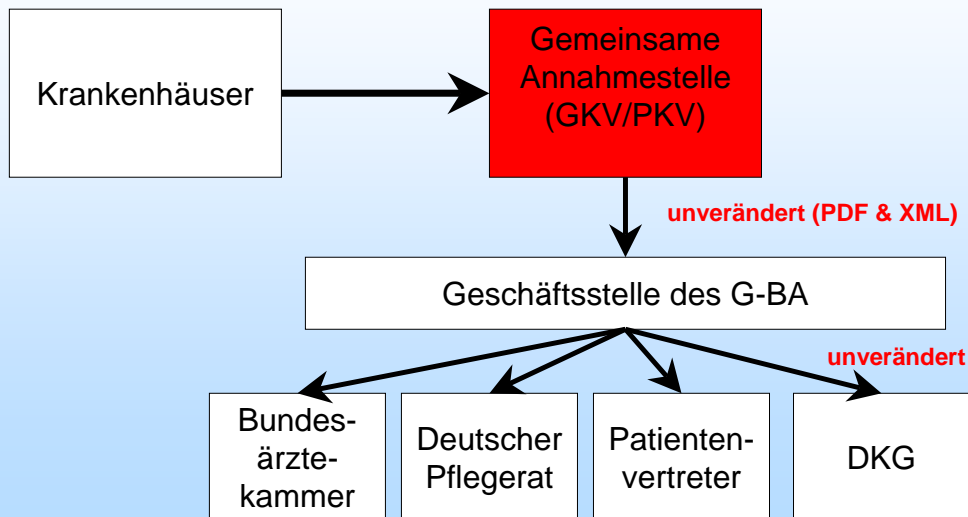 Krankenhäuser
Gemeinsame
Annahmestelle
(GKV/PKV)
unverändert (PDF & XML)
Geschäftsstelle des G-BA
unverändert
Bundes-
ärzte-
kammer
Deutscher
Pflegerat
Patienten-
vertreter
DKG